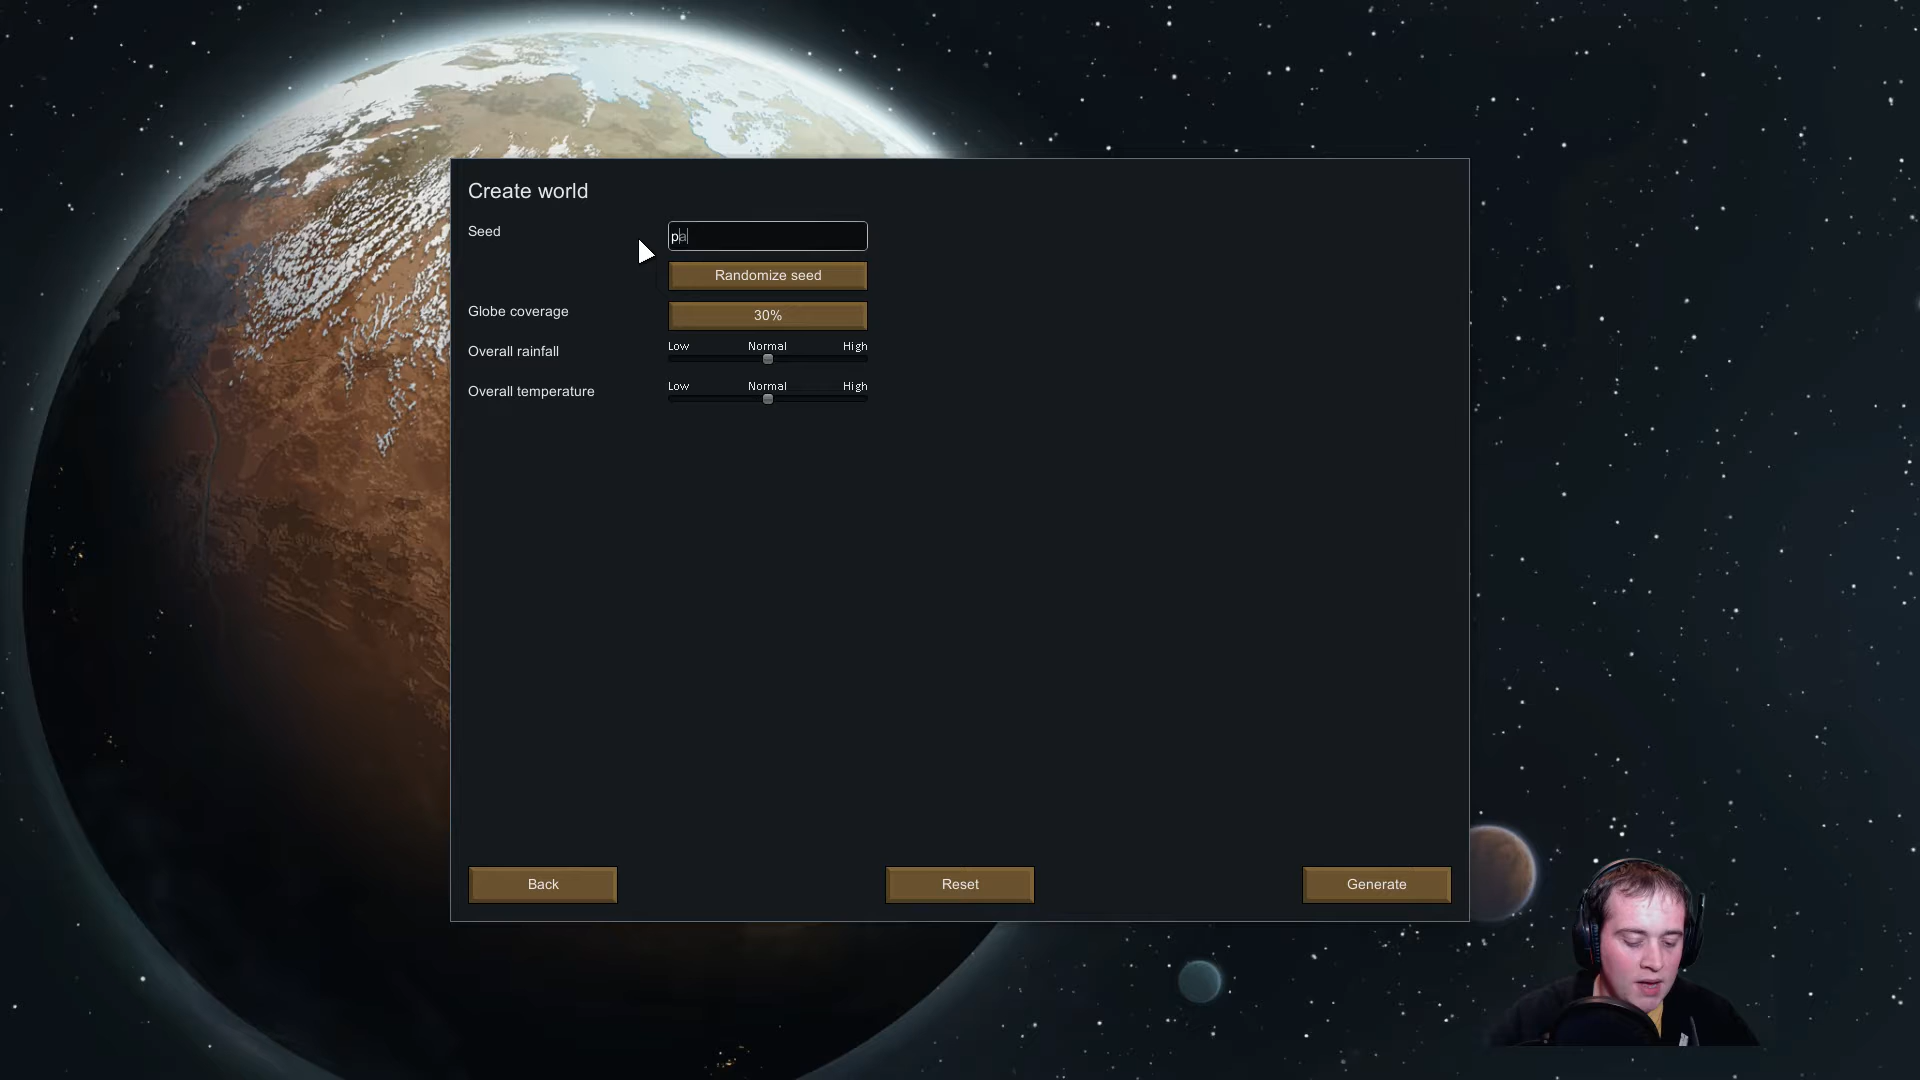 Create world
Seed
pa
Randomize seed
Globe coverage
30%
Overall rainfall
Low Normal High
Overall temperature
Low Normal High
Back Reset Generate